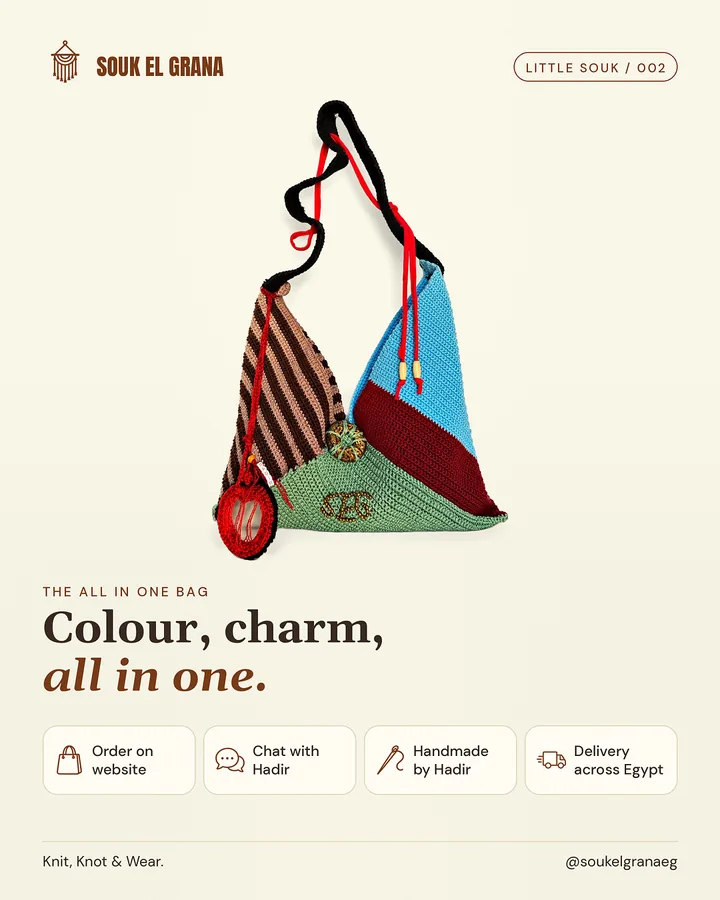 SOUK EL GRANA
LITTLE SOUK / 002
SEG
THE ALL IN ONE BAG
Colour, charm,
all in one.
Order on
website
Chat with
Hadir
Handmade
by Hadir
Delivery
across Egypt
Knit, Knot & Wear.
@soukelgranaeg